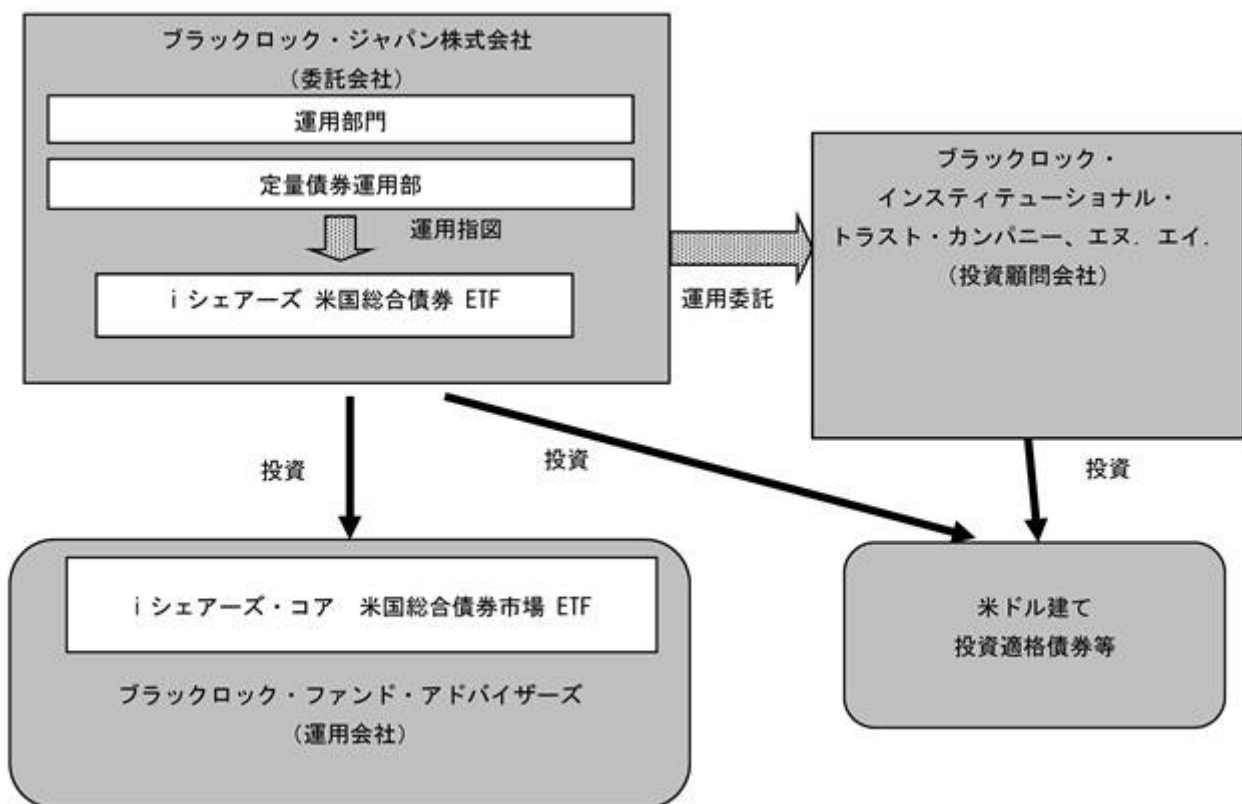 ブラックロック・ジャパン株式会社
（委託会社）
運用部門
定量債券運用部
運用指図
i シェアーズ 米国総合債券 ETF
運用委託
ブラックロック・
インスティテューショナル・
トラスト・カンパニー、エヌ．エイ．
（投資顧問会社）
投資
投資
投資
i シェアーズ・コア　米国総合債券市場 ETF
ブラックロック・ファンド・アドバイザーズ
（運用会社）
米ドル建て
投資適格債券等